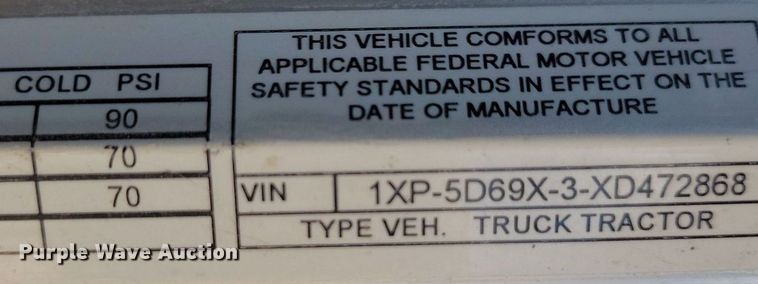 COLD PSI
90
70
70
THIS VEHICLE COMFORMS TO ALL
APPLICABLE FEDERAL MOTOR VEHICLE
SAFETY STANDARDS IN EFFECT ON THE
DATE OF MANUFACTURE
VIN 1XP-5D69X-3-XD472868
TYPE VEH. TRUCK TRACTOR
Purple Wave Auction